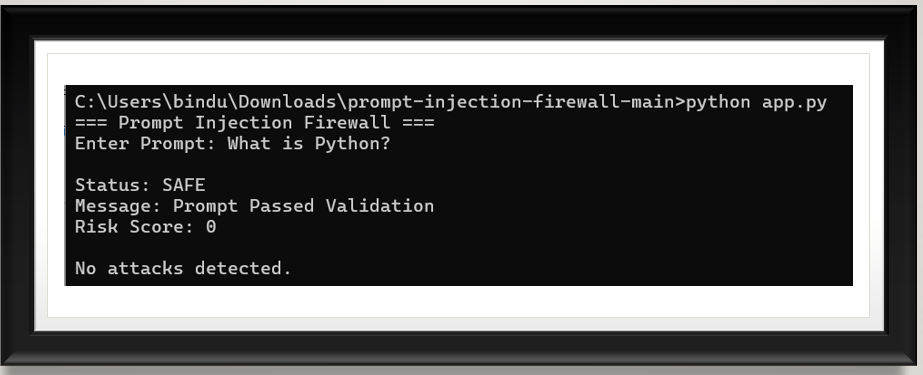 C:\Users\bindu\Downloads\prompt-injection-firewall-main>python app.py
=== Prompt Injection Firewall ===
Enter Prompt: What is Python?
Status: SAFE
Message: Prompt Passed Validation
Risk Score: 0
No attacks detected.